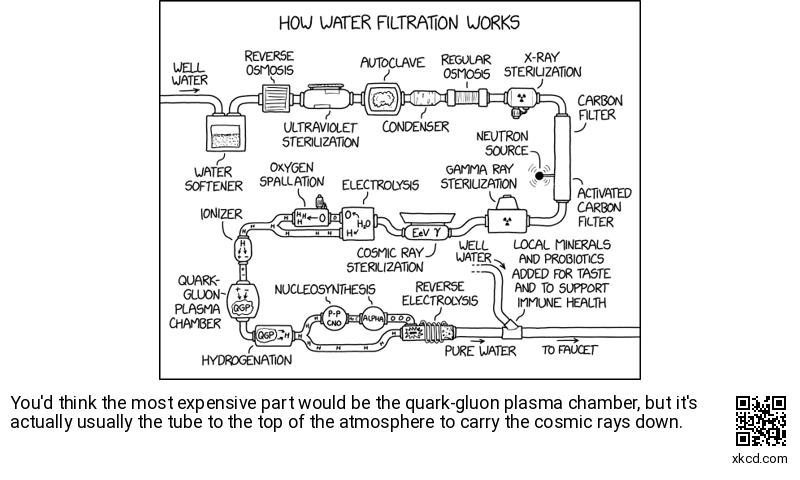 HOW WATER FILTRATION WORKS
WELL
WATER
REVERSE
OSMOSIS
ULTRAVIOLET
STERILIZATION
AUTOCLAVE
CONDENSER
REGULAR
OSMOSIS
X-RAY
STERILIZATION
CARBON
FILTER
WATER
SOFTENER
NEUTRON
SOURCE
ACTIVATED
CARBON
FILTER
GAMMA RAY
STERILIZATION
EeV γ
COSMIC RAY
STERILIZATION
ELECTROLYSIS
O
H₂O
H
OXYGEN
SPALLATION
H H
H
O
H
H H
H
IONIZER
H
+ -
QUARK-
GLUON
PLASMA
CHAMBER
+ -
QGP
HYDROGENATION
QGP → H
H
H
H
H
H
H
NUCLEOSYNTHESIS
P-P
CNO
ALPHA
O O O
REVERSE
ELECTROLYSIS
PURE WATER
WELL
WATER
LOCAL MINERALS
AND PROBIOTICS
ADDED FOR TASTE
AND TO SUPPORT
IMMUNE HEALTH
TO FAUCET
You'd think the most expensive part would be the quark-gluon plasma chamber, but it's
actually usually the tube to the top of the atmosphere to carry the cosmic rays down.
xkcd.com